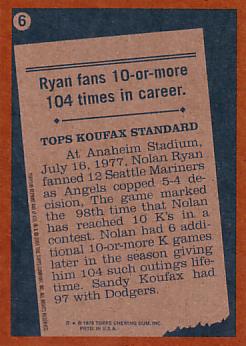 6
Ryan fans 10-or-more
104 times in career.
TOPS KOUFAX STANDARD
At Anaheim Stadium,
July 16, 1977, Nolan Ryan
fanned 12 Seattle Mariners
as Angels copped 5-4 de-
cision, The game marked
the 98th time that Nolan
has reached 10 K's in a
contest. Nolan had 6 addi-
tional 10-or-more K games
later in the season giving
him 104 such outings life-
time. Sandy Koufax had
97 with Dodgers.
© 1978 TOPPS CHEWING GUM, INC.
PRTD. IN U.S.A.